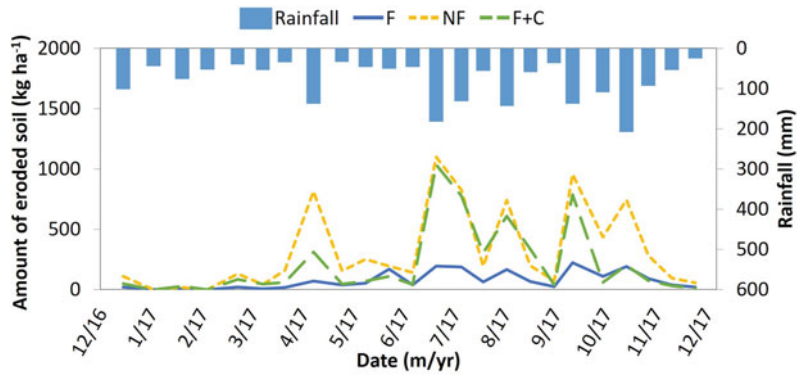 Rainfall F NF F+C
Amount of eroded soil (kg ha-1)
2000
1500
1000
500
0
0
100
200
300
400
500
600
Rainfall (mm)
12/16 1/17 2/17 3/17 4/17 5/17 6/17 7/17 8/17 9/17 10/17 12/17
Date (m/yr)